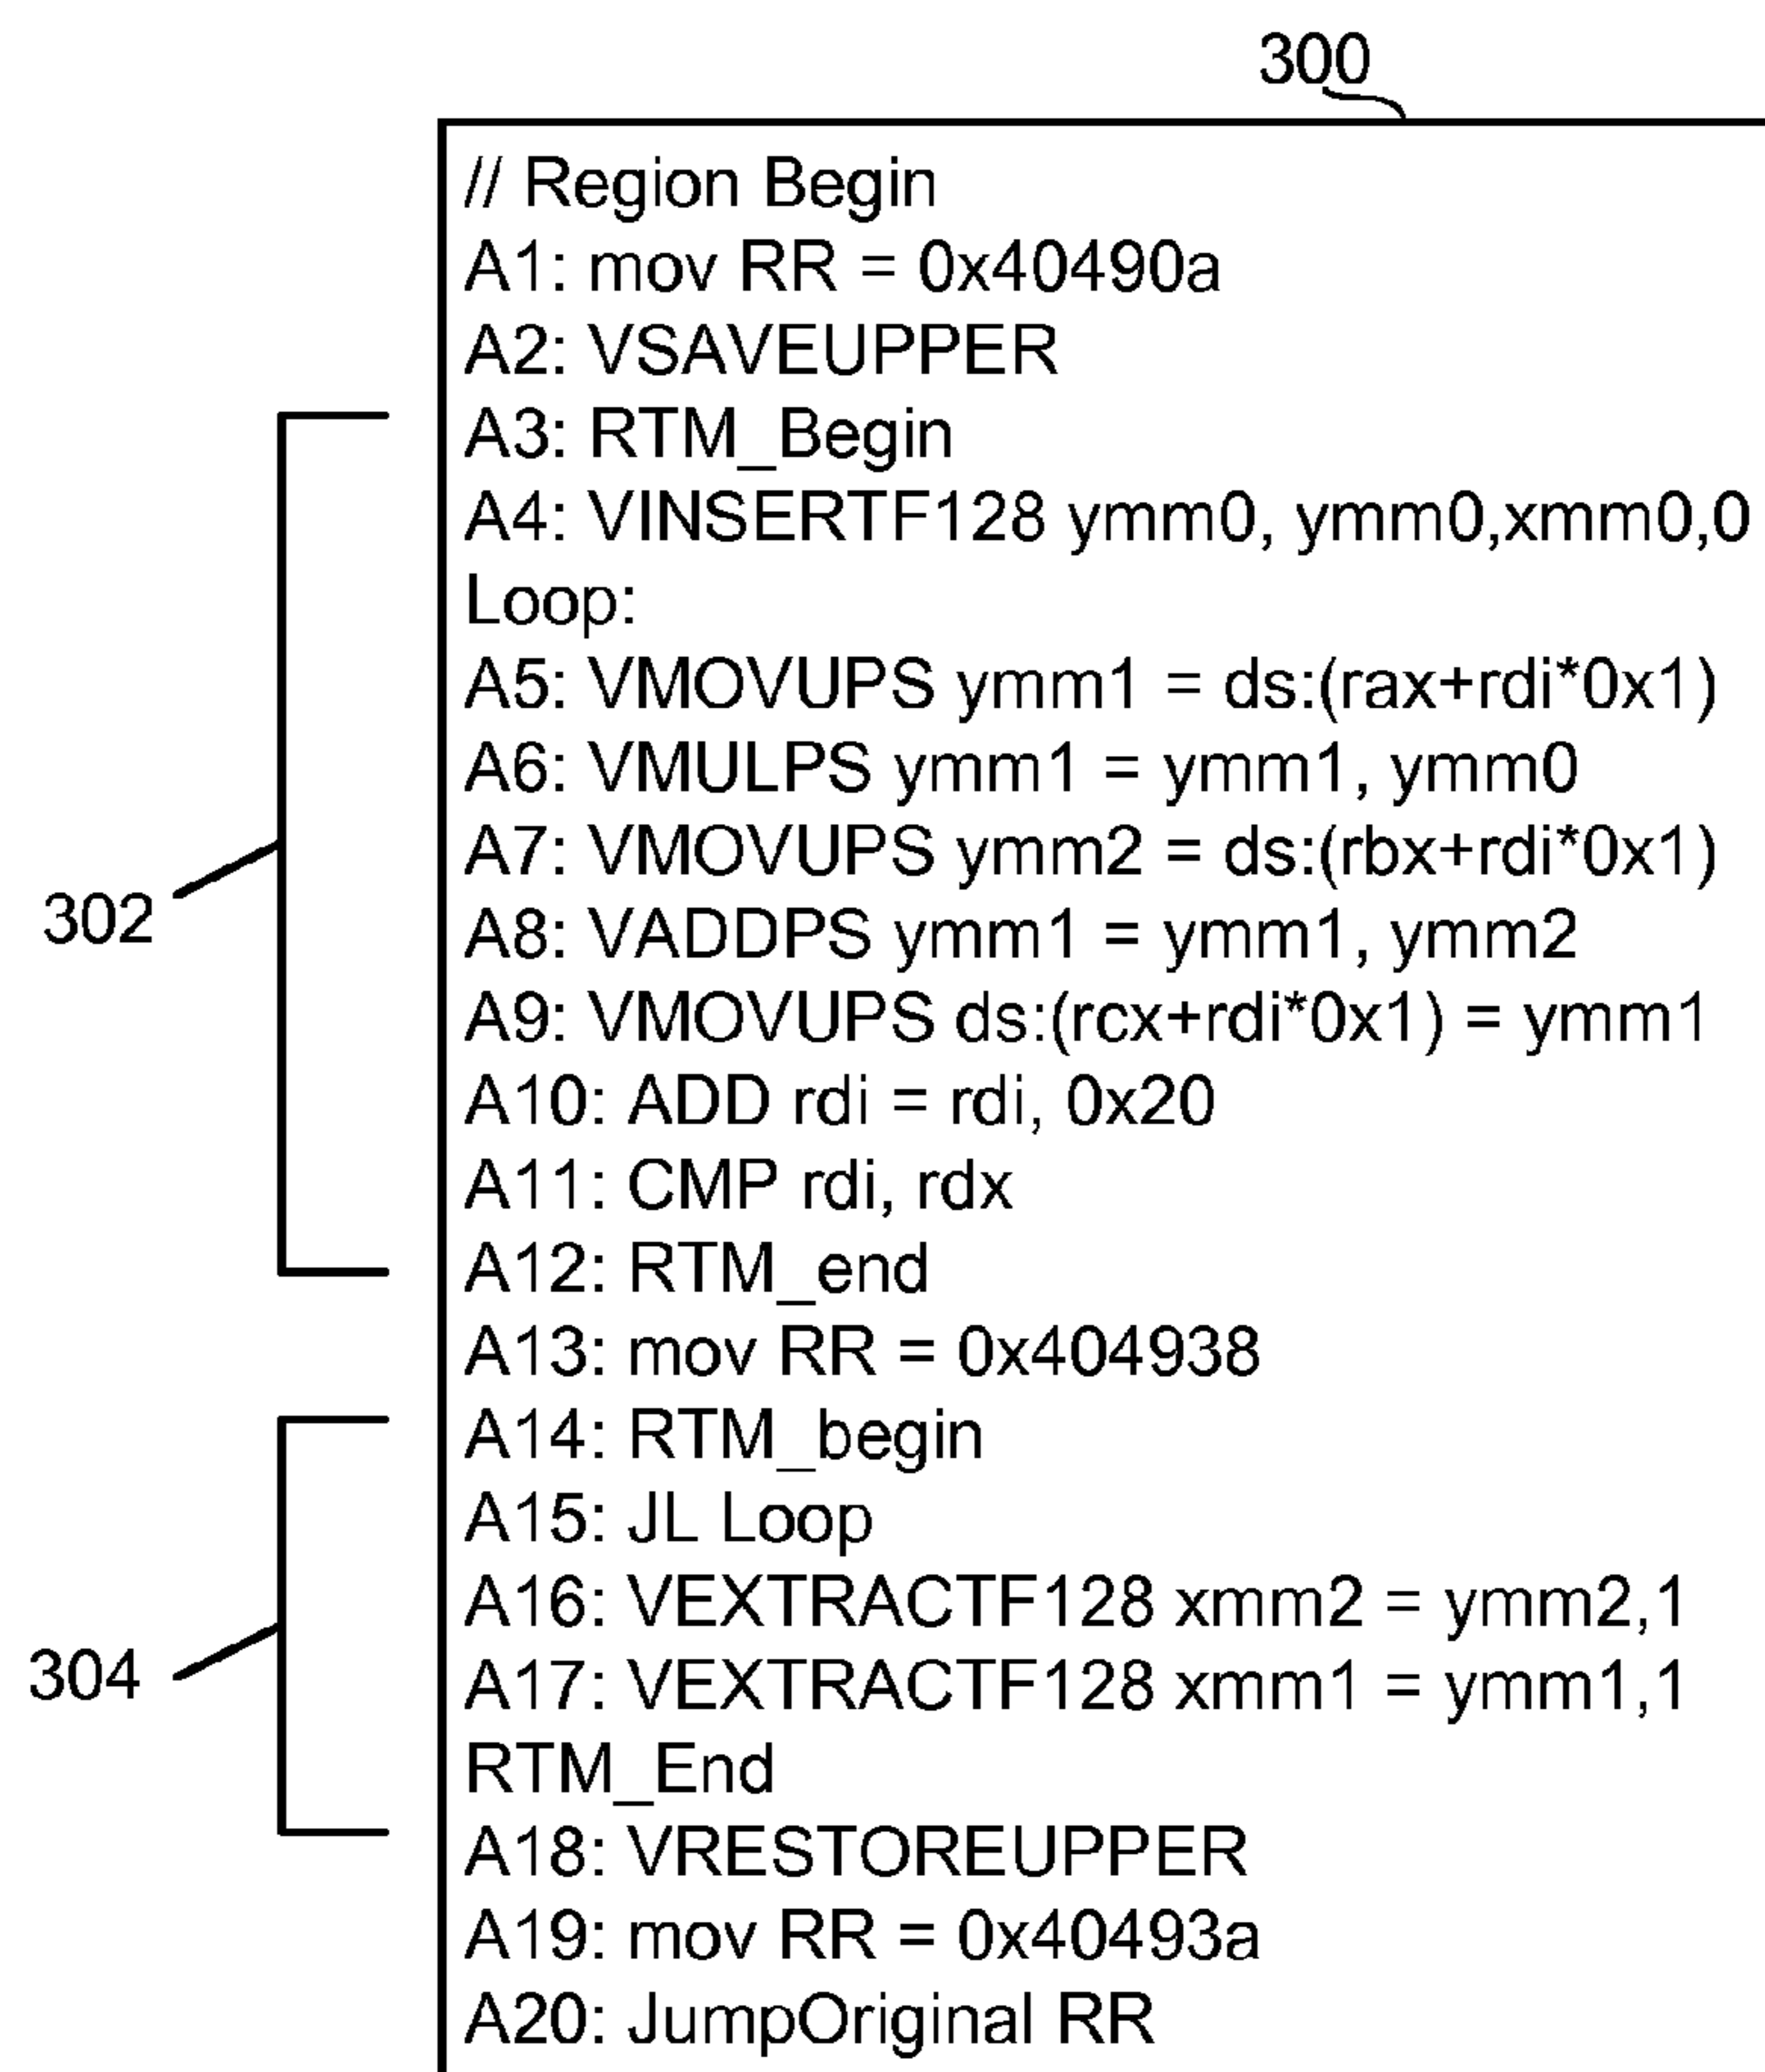 300
// Region Begin
A1: mov RR = 0x40490a
A2: VSAVEUPPER
A3: RTM_Begin
A4: VINSERTF128 ymm0, ymm0,xmm0,0
Loop:
A5: VMOVUPS ymm1 = ds:(rax+rdi*0x1)
A6: VMULPS ymm1 = ymm1, ymm0
A7: VMOVUPS ymm2 = ds:(rbx+rdi*0x1)
302
A8: VADDPS ymm1 = ymm1, ymm2
A9: VMOVUPS ds:(rcx+rdi*0x1) = ymm1
A10: ADD rdi = rdi, 0x20
A11: CMP rdi, rdx
A12: RTM_end
A13: mov RR = 0x404938
A14: RTM_begin
A15: JL Loop
A16: VEXTRACTF128 xmm2 = ymm2,1
304
A17: VEXTRACTF128 xmm1 = ymm1,1
RTM_End
A18: VRESTOREUPPER
A19: mov RR = 0x40493a
A20: JumpOriginal RR